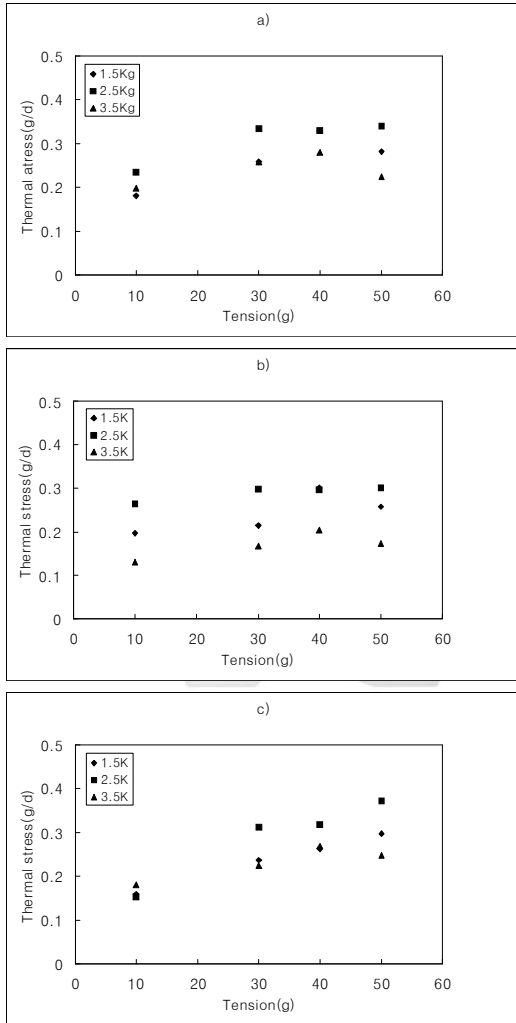 a)
0.5
0.4
0.3
0.2
0.1
0
Thermal atress(g/d)
1.5Kg
2.5Kg
3.5Kg
0 10 20 30 40 50 60
Tension(g)
b)
0.5
0.4
0.3
0.2
0.1
0
Thermal stress(g/d)
1.5K
2.5K
3.5K
0 10 20 30 40 50 60
Tension(g)
c)
0.5
0.4
0.3
0.2
0.1
0
Thermal stress(g/d)
1.5K
2.5K
3.5K
0 10 20 30 40 50 60
Tension(g)